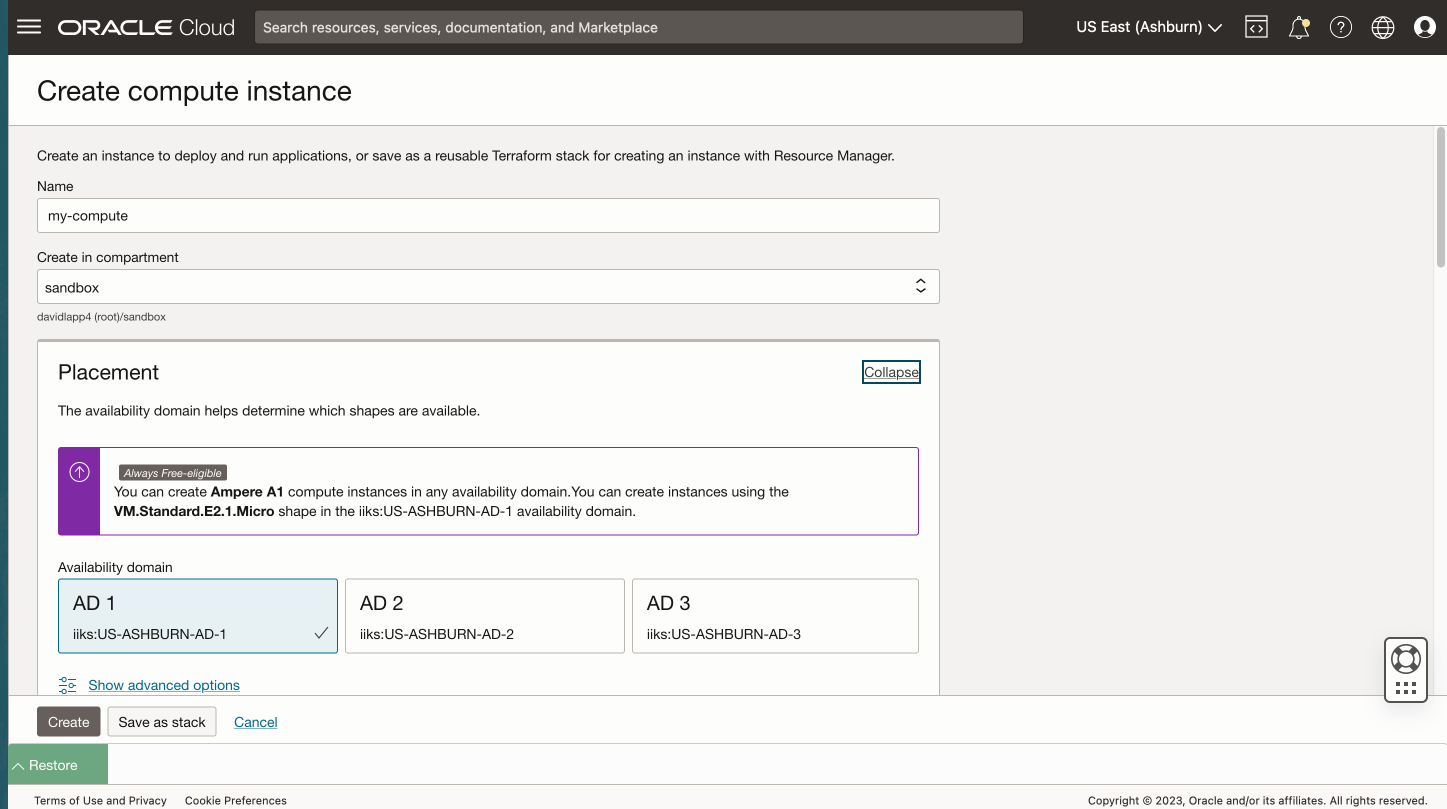 ORACLE Cloud
Search resources, services, documentation, and Marketplace
US East (Ashburn)
Create compute instance
Create an instance to deploy and run applications, or save as a reusable Terraform stack for creating an instance with Resource Manager.
Name
my-compute
Create in compartment
sandbox
davidlapp4 (root)/sandbox
Placement
Collapse
The availability domain helps determine which shapes are available.
Always Free-eligible
You can create Ampere A1 compute instances in any availability domain.You can create instances using the
VM.Standard.E2.1.Micro shape in the iiks:US-ASHBURN-AD-1 availability domain.
Availability domain
AD 1
iiks:US-ASHBURN-AD-1
AD 2
iiks:US-ASHBURN-AD-2
AD 3
iiks:US-ASHBURN-AD-3
Show advanced options
Create
Save as stack
Cancel
Restore
Terms of Use and Privacy
Cookie Preferences
Copyright © 2023, Oracle and/or its affiliates. All rights reserved.